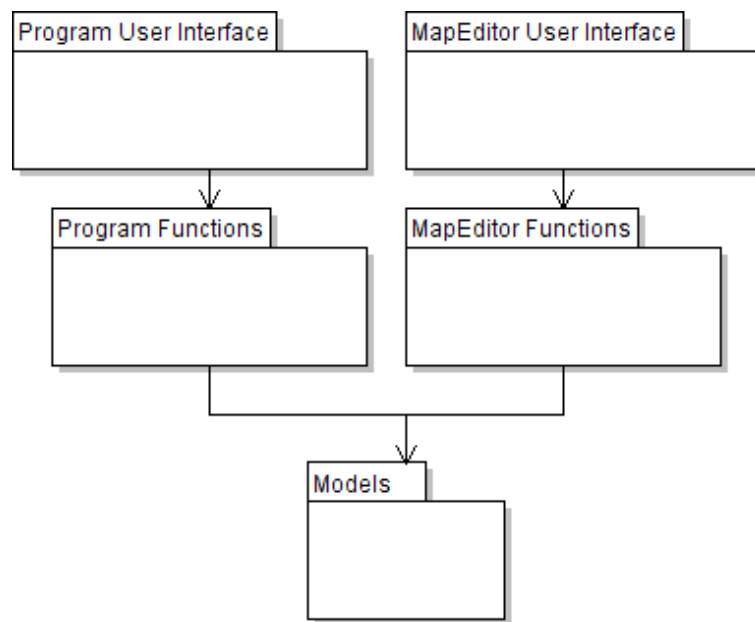 Program User Interface
MapEditor User Interface
Program Functions
MapEditor Functions
Models